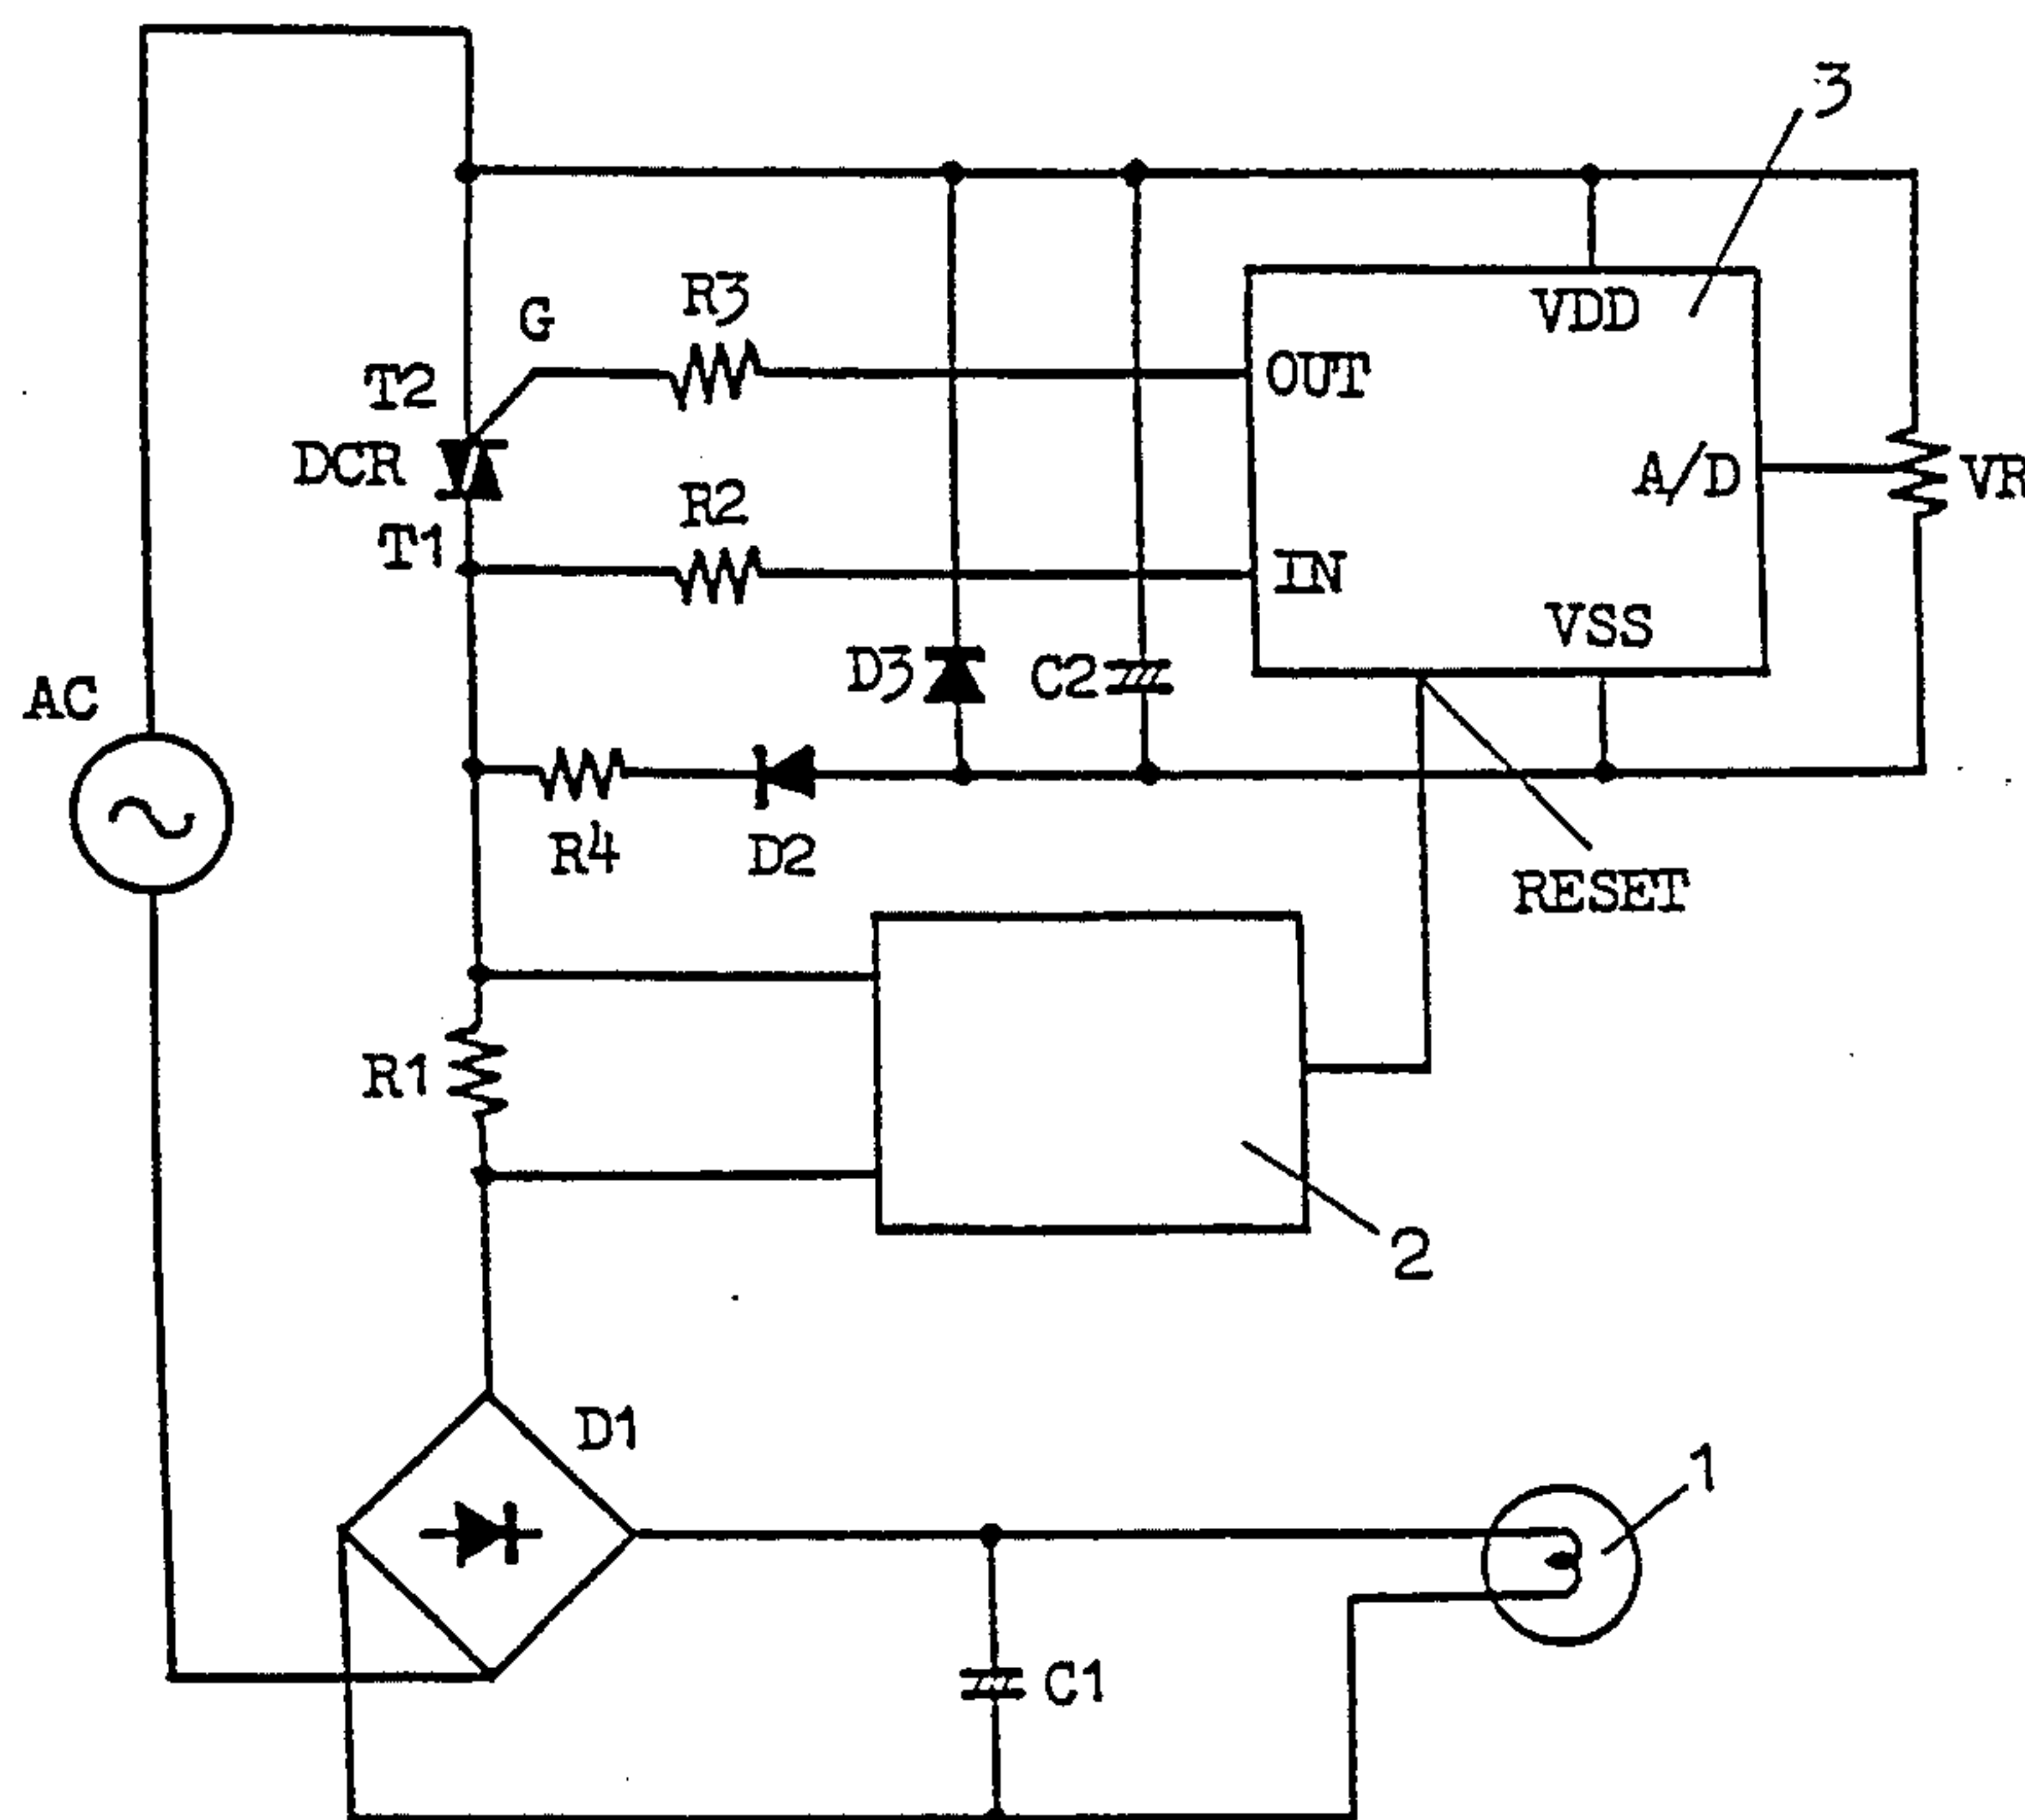 3
R3
G
VDD
T2
OUT
DCR
A/D
VR
R2
T1
IN
VSS
D3
C2
AC
R4
D2
RESET
R1
2
D1
1
C1